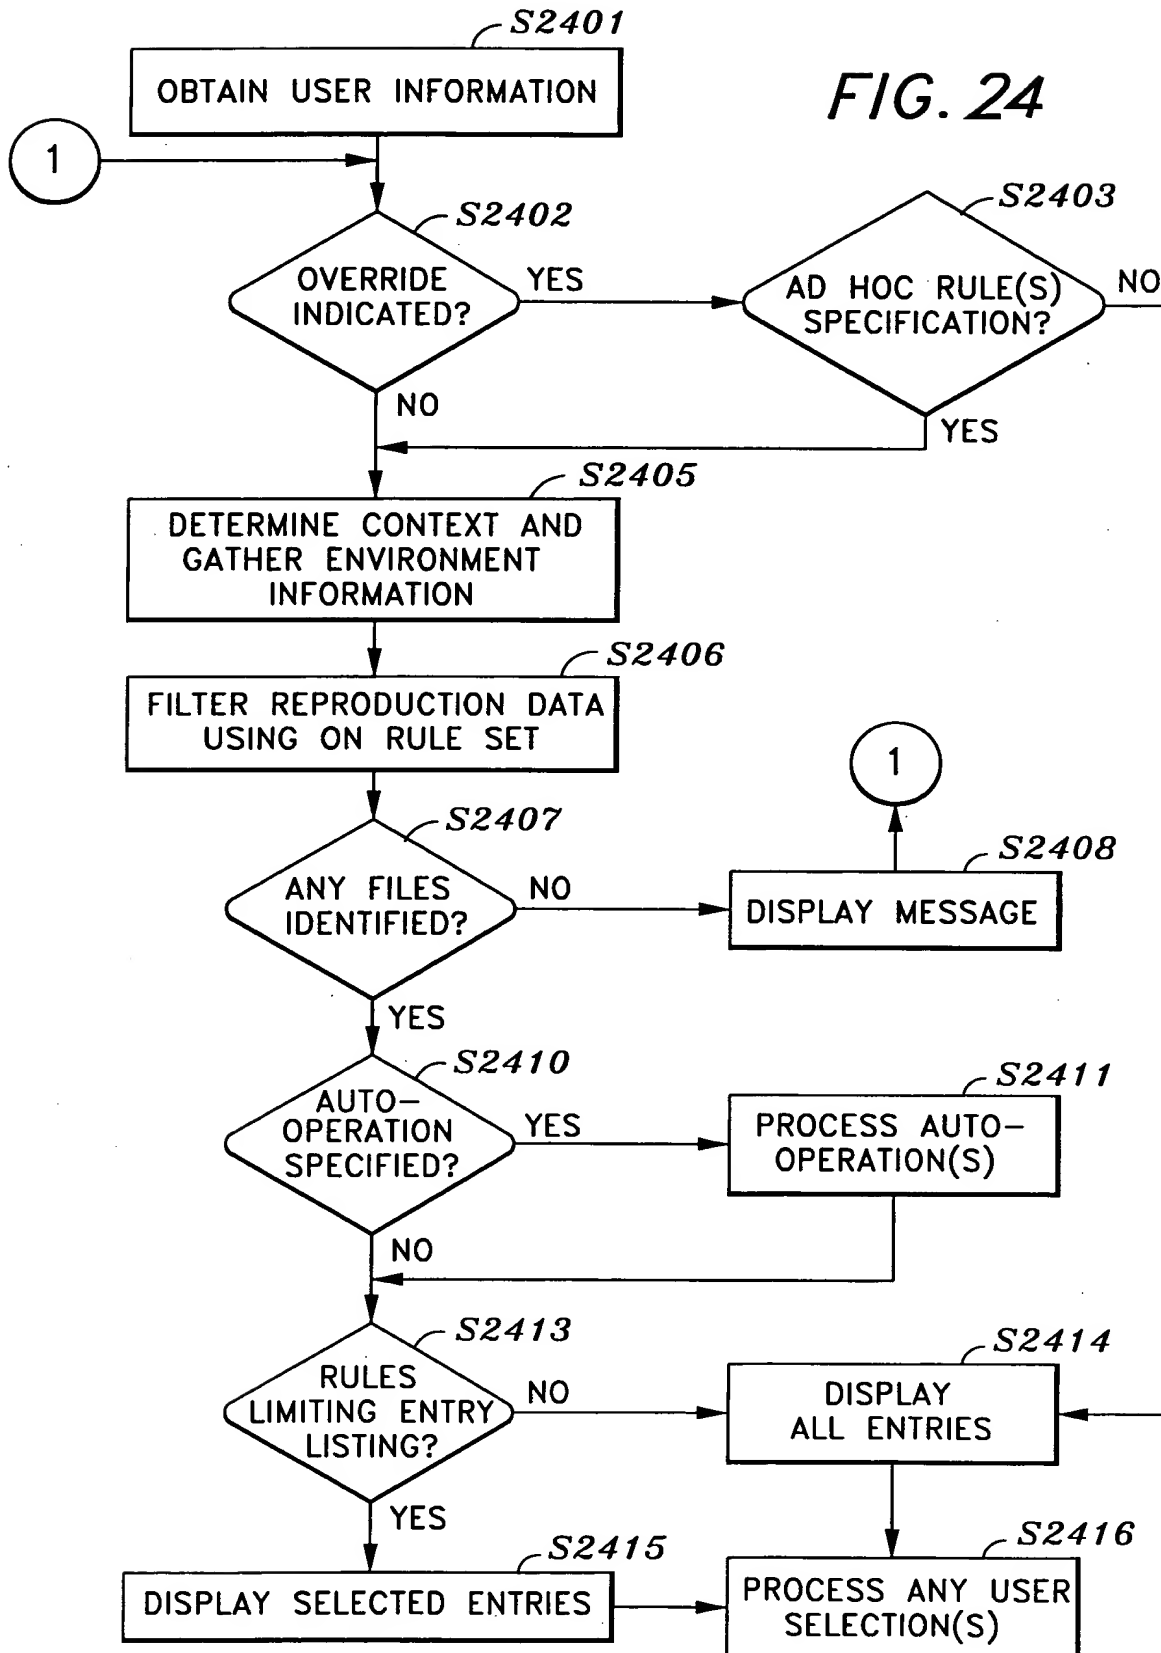 S2401
OBTAIN USER INFORMATION
FIG. 24
1
S2402
OVERRIDE
INDICATED?
YES
S2403
AD HOC RULE(S)
SPECIFICATION?
NO
NO
YES
S2405
DETERMINE CONTEXT AND
GATHER ENVIRONMENT
INFORMATION
S2406
FILTER REPRODUCTION DATA
USING ON RULE SET
1
S2407
ANY FILES
IDENTIFIED?
NO
S2408
DISPLAY MESSAGE
YES
S2410
AUTO-
OPERATION
SPECIFIED?
YES
S2411
PROCESS AUTO-
OPERATION(S)
NO
S2413
RULES
LIMITING ENTRY
LISTING?
NO
S2414
DISPLAY
ALL ENTRIES
YES
S2415
DISPLAY SELECTED ENTRIES
S2416
PROCESS ANY USER
SELECTION(S)